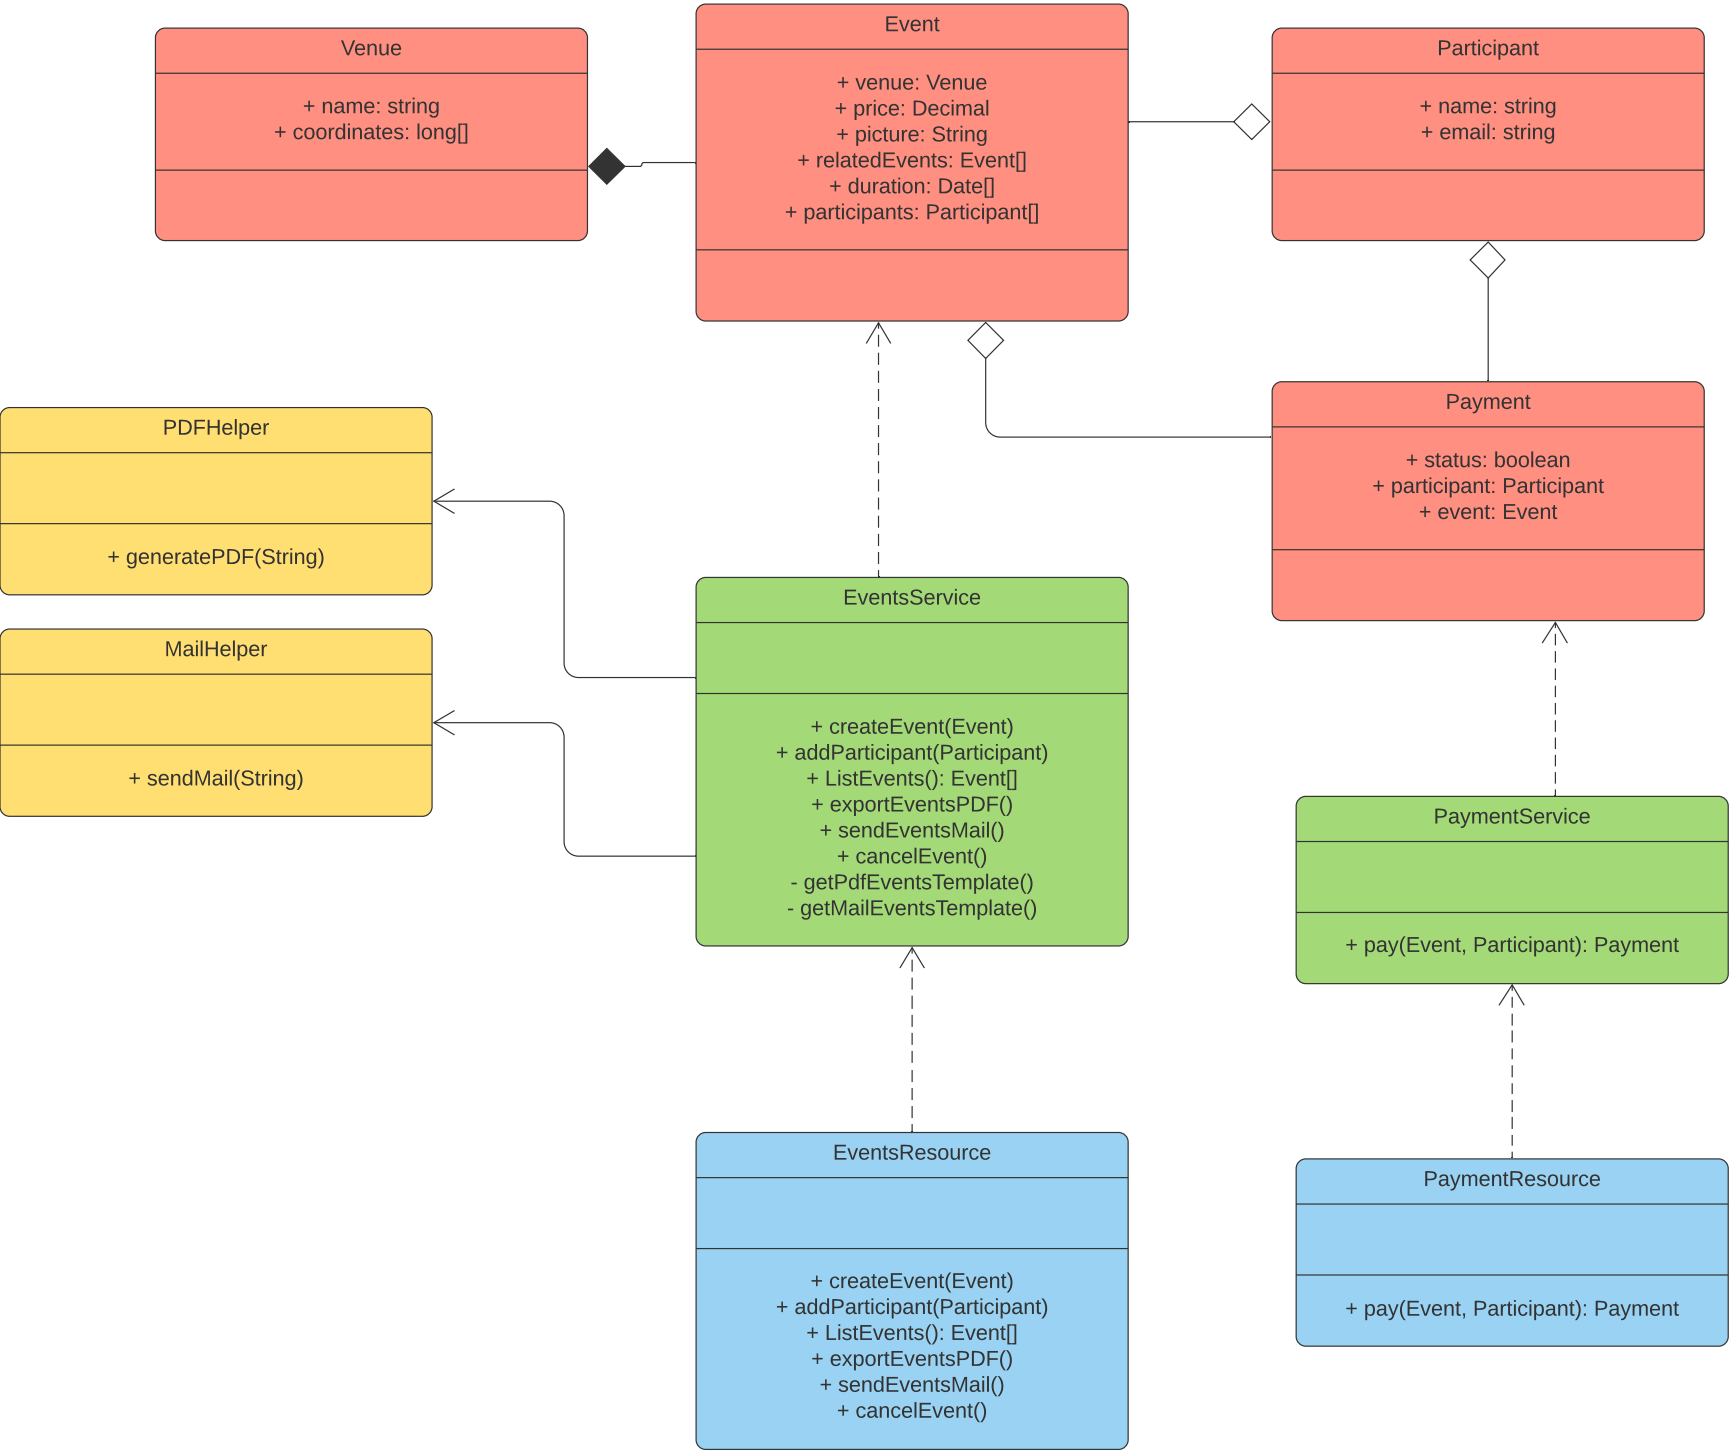 Venue
+ name: string
+ coordinates: long[]
Event
+ venue: Venue
+ price: Decimal
+ picture: String
+ relatedEvents: Event[]
+ duration: Date[]
+ participants: Participant[]
Participant
+ name: string
+ email: string
PDFHelper
+ generatePDF(String)
Payment
+ status: boolean
+ participant: Participant
+ event: Event
MailHelper
+ sendMail(String)
EventsService
+ createEvent(Event)
+ addParticipant(Participant)
+ ListEvents(): Event[]
+ exportEventsPDF()
+ sendEventsMail()
+ cancelEvent()
- getPdfEventsTemplate()
- getMailEventsTemplate()
PaymentService
+ pay(Event, Participant): Payment
EventsResource
+ createEvent(Event)
+ addParticipant(Participant)
+ ListEvents(): Event[]
+ exportEventsPDF()
+ sendEventsMail()
+ cancelEvent()
PaymentResource
+ pay(Event, Participant): Payment